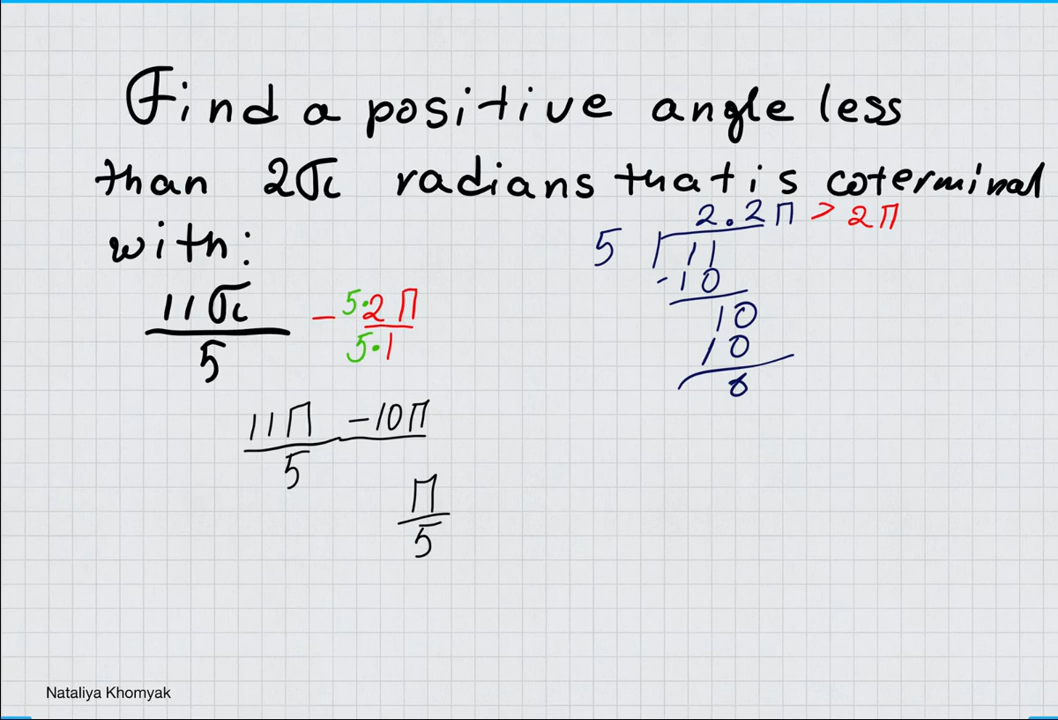 Find a positive angle less
than 2π radians that is coterminal
with:
2.2π > 2π
5 11
-10
10
10
0
11π/5 - 5·2π/5·1
11π - 10π/5
π/5
Nataliya Khomyak